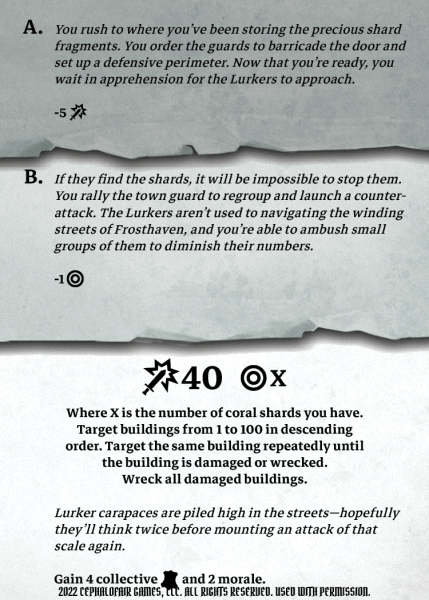 A. You rush to where you've been storing the precious shard
fragments. You order the guards to barricade the door and
set up a defensive perimeter. Now that you're ready, you
wait in apprehension for the Lurkers to approach.
-5
B. If they find the shards, it will be impossible to stop them.
You rally the town guard to regroup and launch a counter-
attack. The Lurkers aren't used to navigating the winding
streets of Frosthaven, and you're able to ambush small
groups of them to diminish their numbers.
-1
40 X
Where X is the number of coral shards you have.
Target buildings from 1 to 100 in descending
order. Target the same building repeatedly until
the building is damaged or wrecked.
Wreck all damaged buildings.
Lurker carapaces are piled high in the streets—hopefully
they'll think twice before mounting an attack of that
scale again.
Gain 4 collective and 2 morale.
2022 CEPHALOFAIR GAMES, LLC. ALL RIGHTS RESERVED. USED WITH PERMISSION.